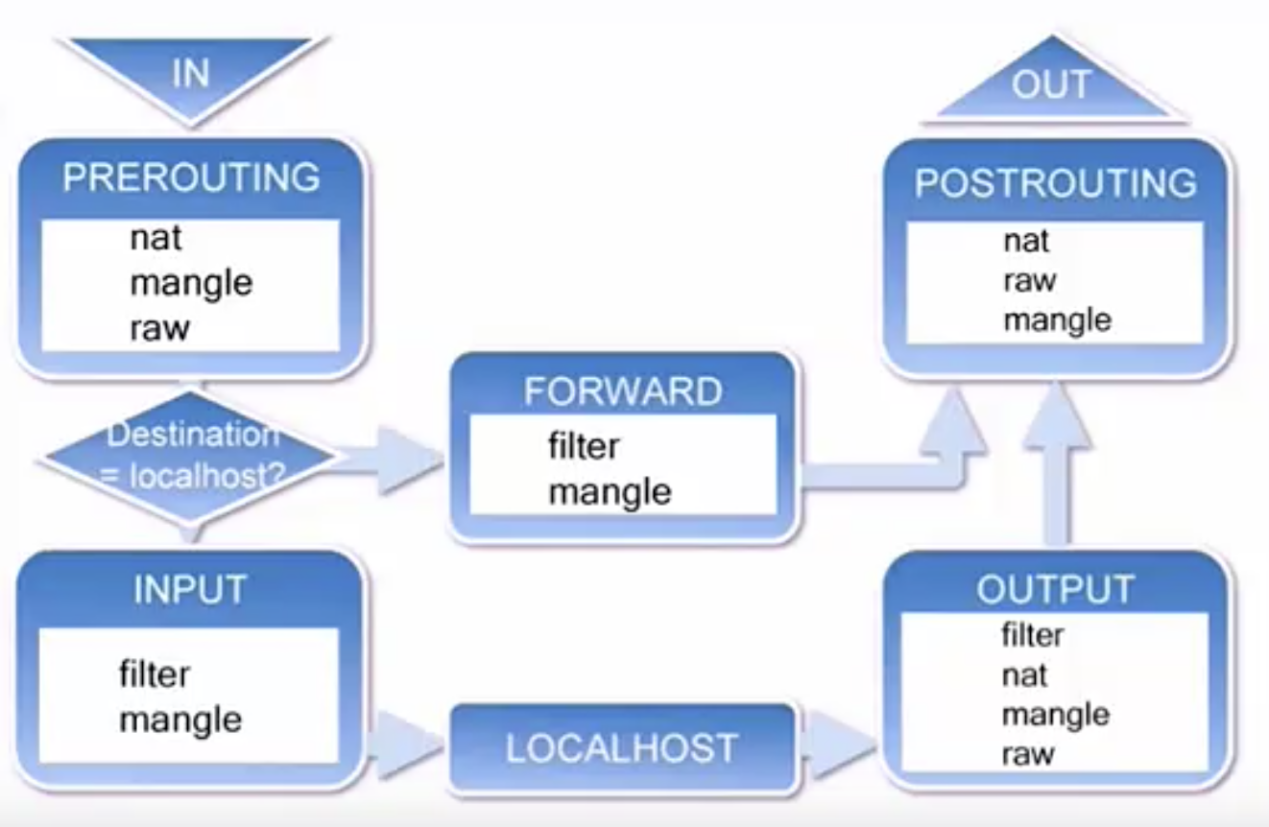 IN
PREROUTING
nat
mangle
raw
Destination
= localhost?
FORWARD
filter
mangle
INPUT
filter
mangle
LOCALHOST
OUTPUT
filter
nat
mangle
raw
POSTROUTING
nat
raw
mangle
OUT